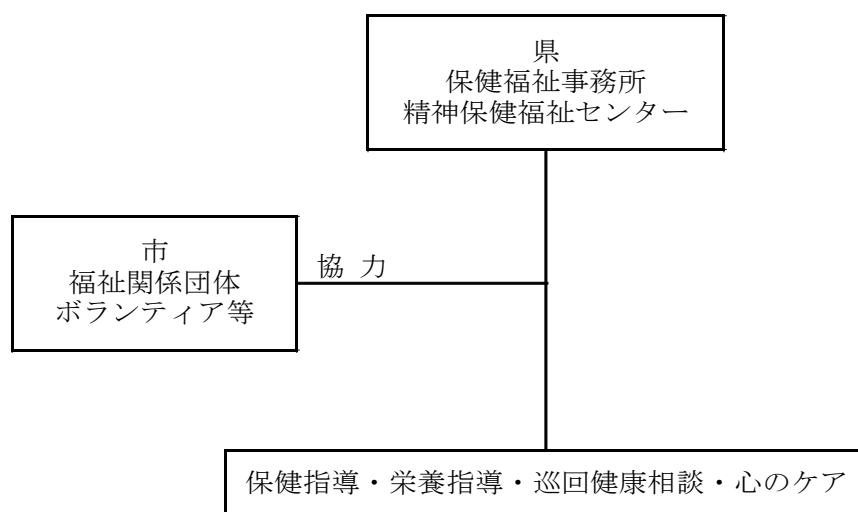 県
保健福祉事務所
精神保健福祉センター
市
福祉関係団体
ボランティア等
協 力
保健指導・栄養指導・巡回健康相談・心のケア